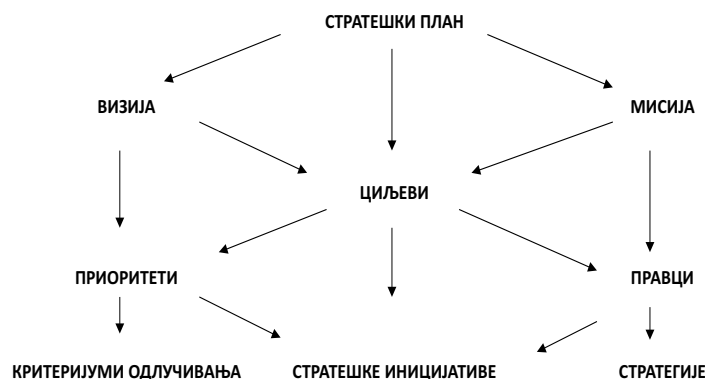 СТРАТЕШКИ ПЛАН
ВИЗИЈА
МИСИЈА
ЦИЉЕВИ
ПРИОРИТЕТИ
ПРАВЦИ
КРИТЕРИЈУМИ ОДЛУЧИВАЊА
СТРАТЕШКЕ ИНИЦИЈАТИВЕ
СТРАТЕГИЈЕ